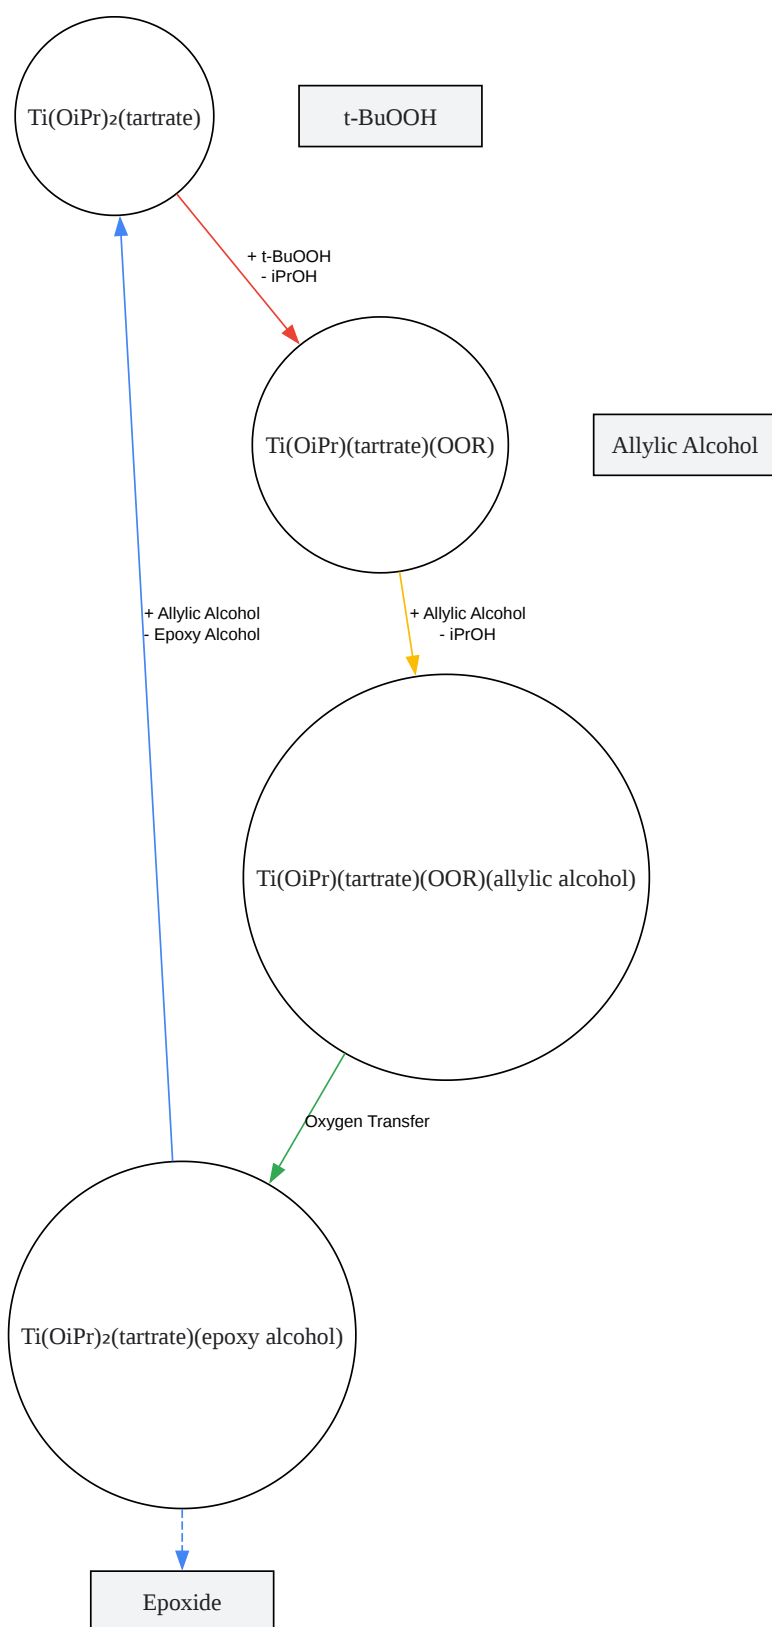 Ti(OiPr)₂(tartrate)
t-BuOOH
+ t-BuOOH
- iPrOH
Ti(OiPr)(tartrate)(OOR)
Allylic Alcohol
+ Allylic Alcohol
- Epoxy Alcohol
+ Allylic Alcohol
- iPrOH
Ti(OiPr)(tartrate)(OOR)(allylic alcohol)
Oxygen Transfer
Ti(OiPr)₂(tartrate)(epoxy alcohol)
Epoxide